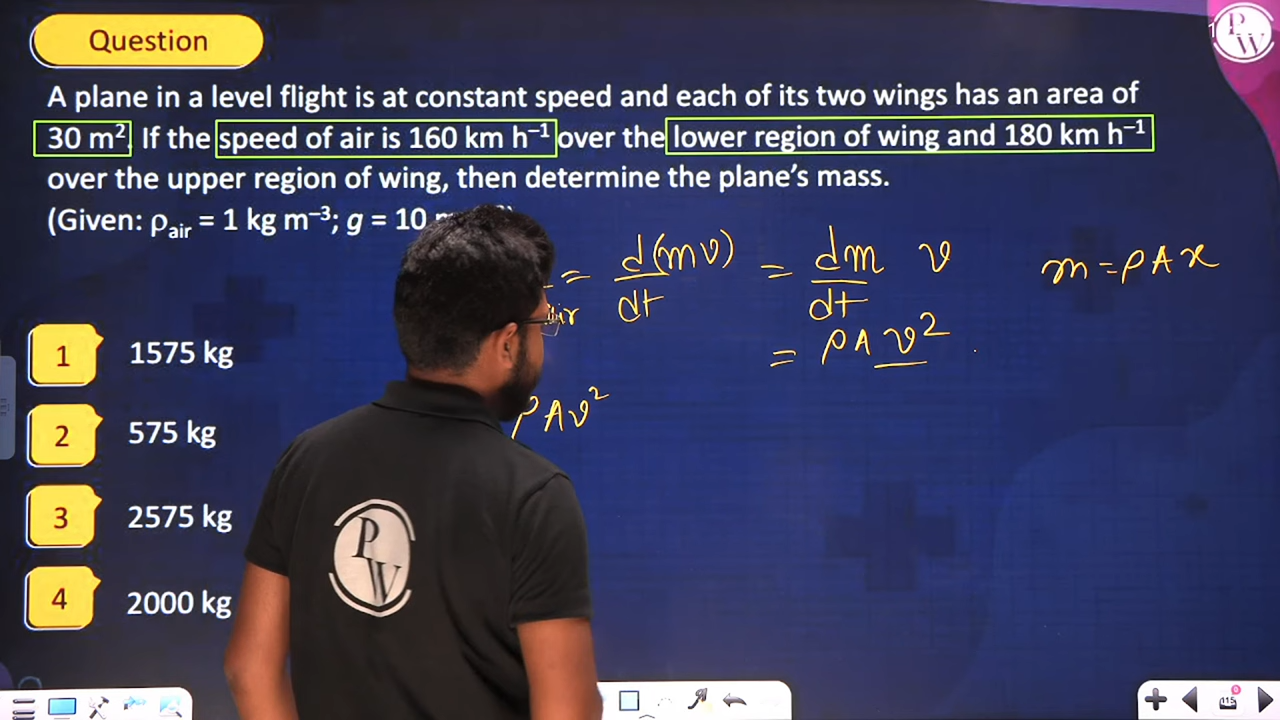 Question
A plane in a level flight is at constant speed and each of its two wings has an area of
30 m². If the speed of air is 160 km h⁻¹ over the lower region of wing and 180 km h⁻¹
over the upper region of wing, then determine the plane's mass.
(Given: ρair = 1 kg m⁻³; g = 10
= d(mv)/dt = dm/dt v
m = ρAx
= ρAv²
ρAv²
1 1575 kg
2 575 kg
3 2575 kg
4 2000 kg
PW
PW
115